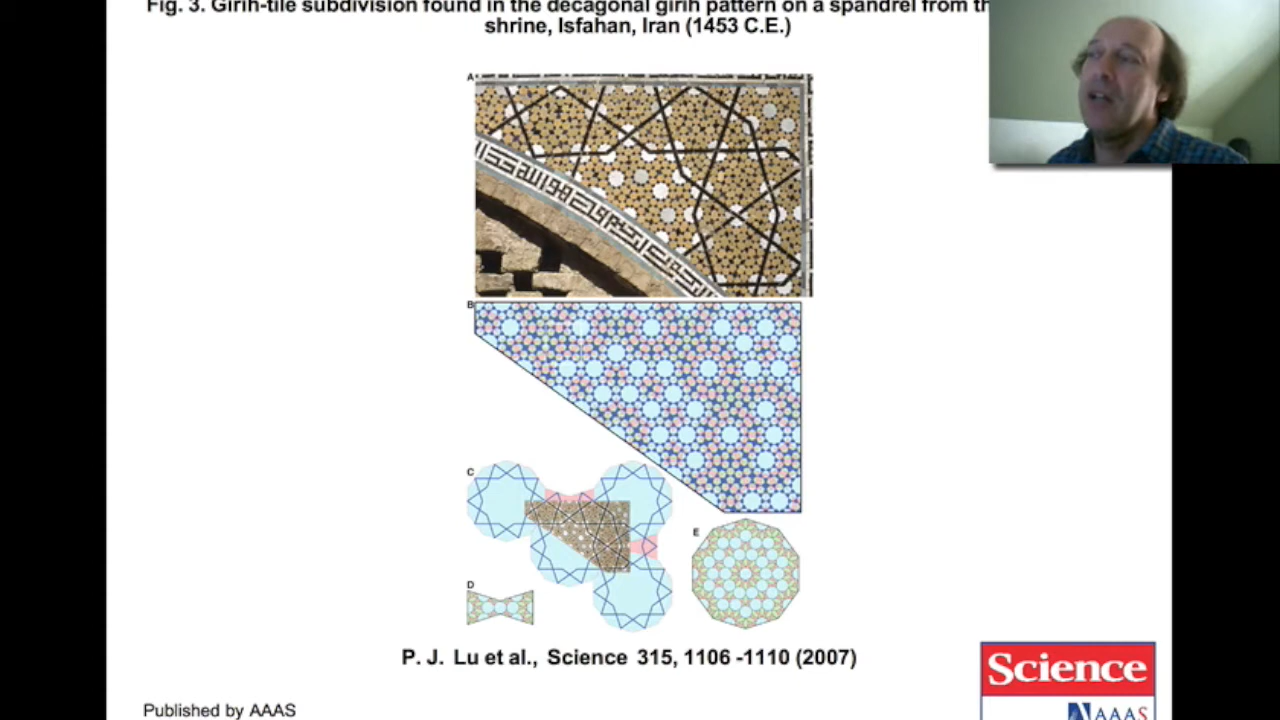 Fig. 3. Girih-tile subdivision found in the decagonal girih pattern on a spandrel from th
shrine, Isfahan, Iran (1453 C.E.)
A
B
C
E
D
P. J. Lu et al., Science 315, 1106 -1110 (2007)
Science
AAAS
Published by AAAS